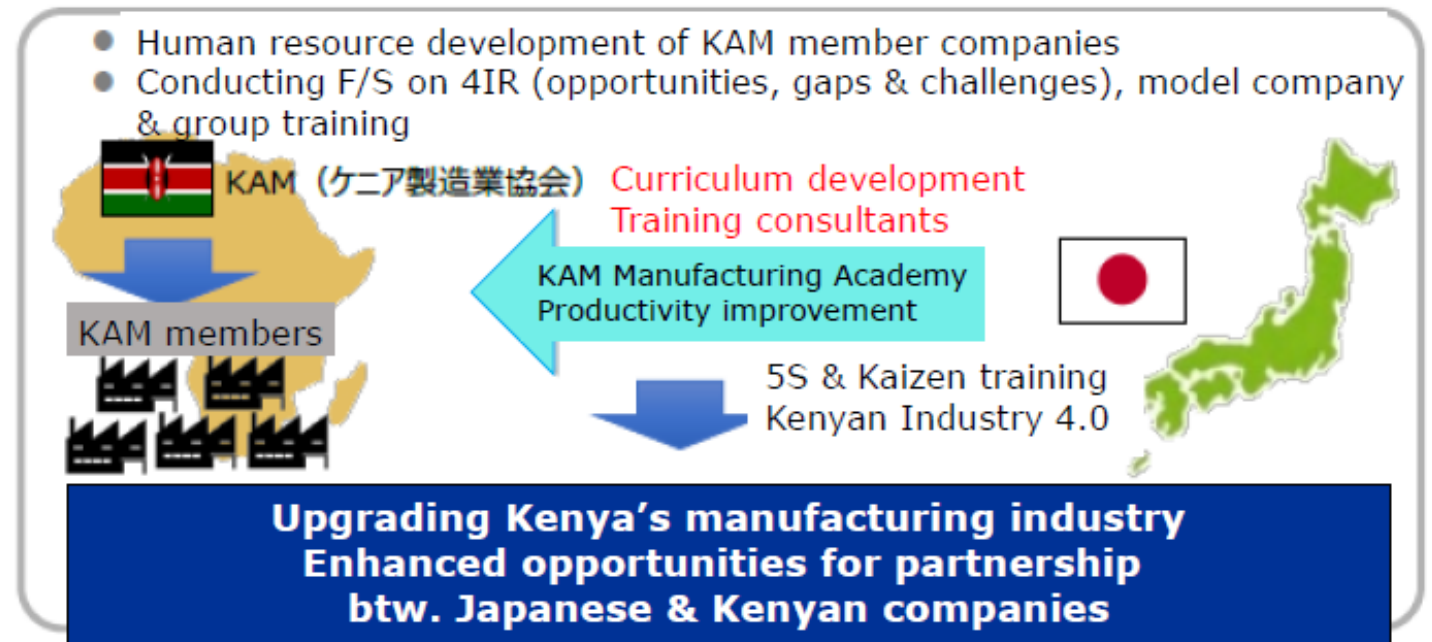 ● Human resource development of KAM member companies
● Conducting F/S on 4IR (opportunities, gaps & challenges), model company
& group training
KAM（ケニア製造業協会）
Curriculum development
Training consultants
KAM Manufacturing Academy
Productivity improvement
KAM members
5S & Kaizen training
Kenyan Industry 4.0
Upgrading Kenya’s manufacturing industry
Enhanced opportunities for partnership
btw. Japanese & Kenyan companies